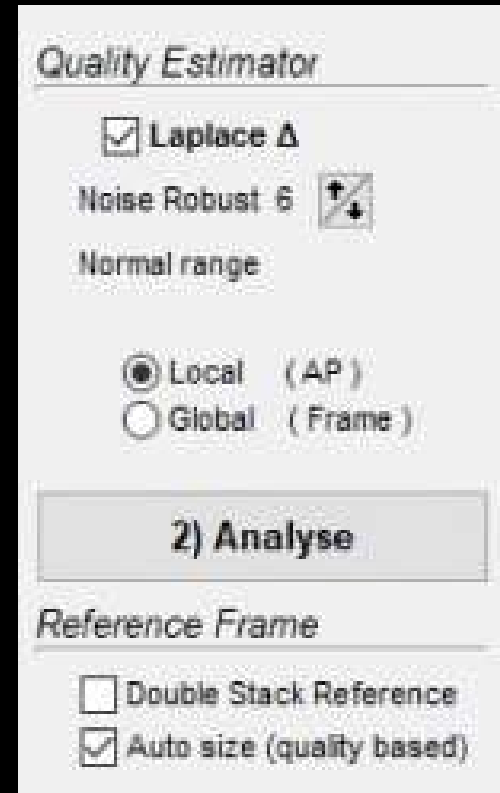 Quality Estimator
Laplace Δ
Noise Robust 6
Normal range
Local (AP)
Global (Frame)
2) Analyse
Reference Frame
Double Stack Reference
Auto size (quality based)